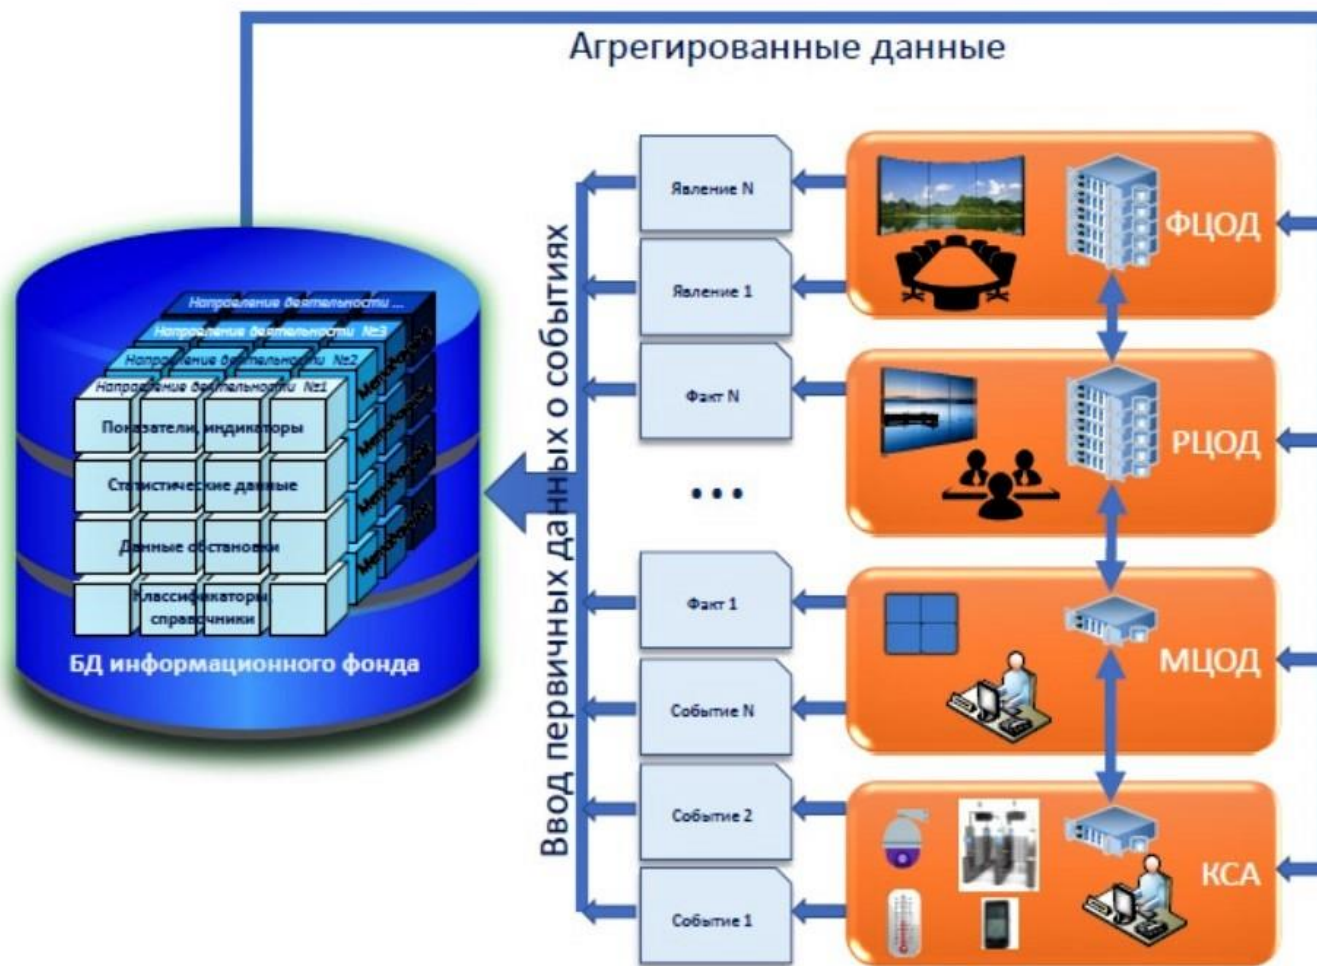 Агрегированные данные
Явление N
ФЦОД
Явление 1
Ввод первичных данных о событиях
Направление деятельности ...
Направление деятельности №3
Направление деятельности №2
Направление деятельности №1
Показатели, индикаторы
Статистические данные
Данные обстановки
Классификаторы,
справочники
БД информационного фонда
Факт N
РЦОД
...
Факт 1
МЦОД
Событие N
Событие 2
КСА
Событие 1